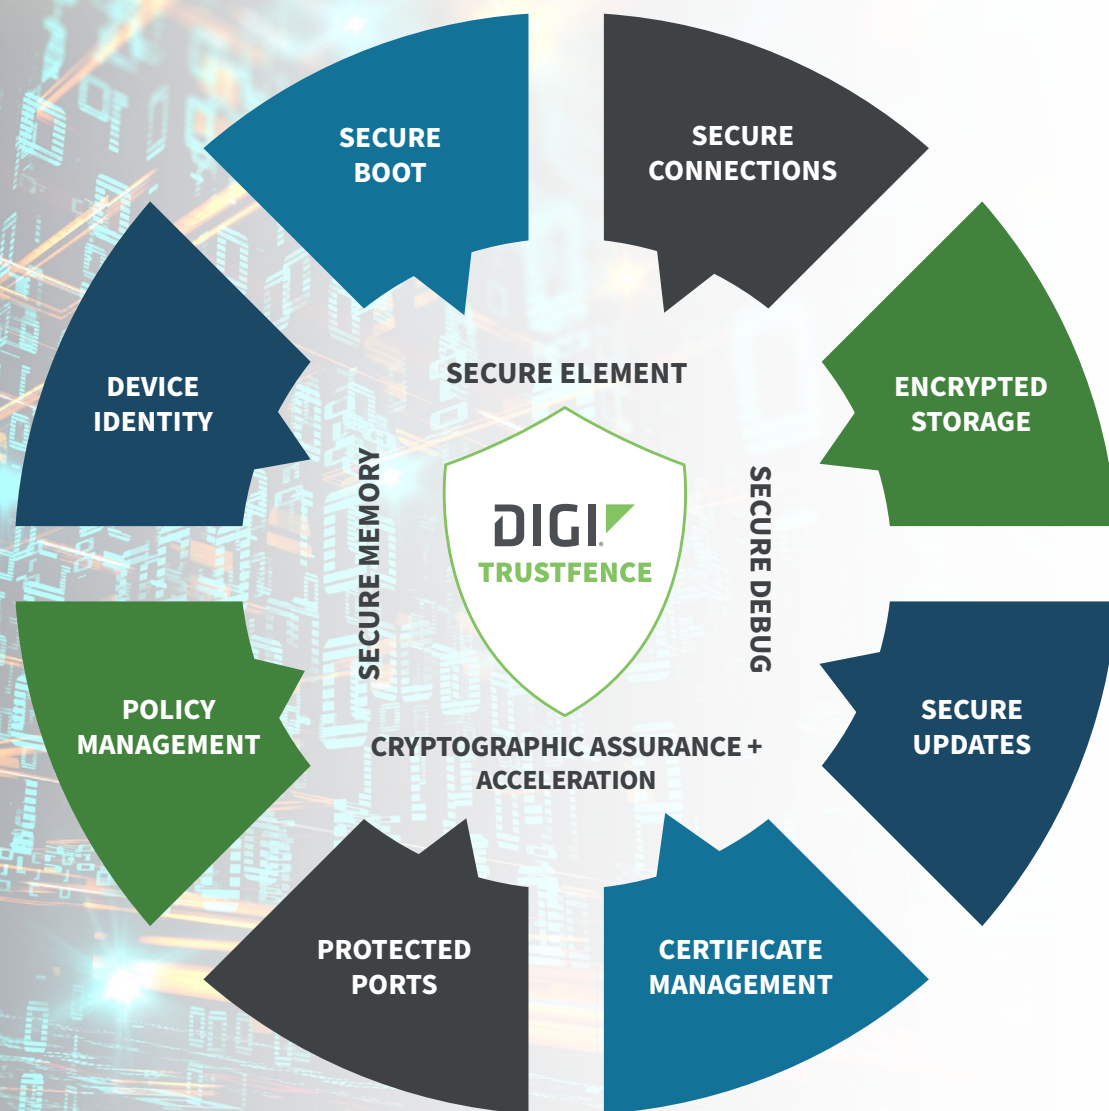 SECURE
BOOT
SECURE
CONNECTIONS
DEVICE
IDENTITY
ENCRYPTED
STORAGE
SECURE ELEMENT
SECURE MEMORY
DIGI
TRUSTFENCE
SECURE DEBUG
POLICY
MANAGEMENT
SECURE
UPDATES
CRYPTOGRAPHIC ASSURANCE +
ACCELERATION
PROTECTED
PORTS
CERTIFICATE
MANAGEMENT